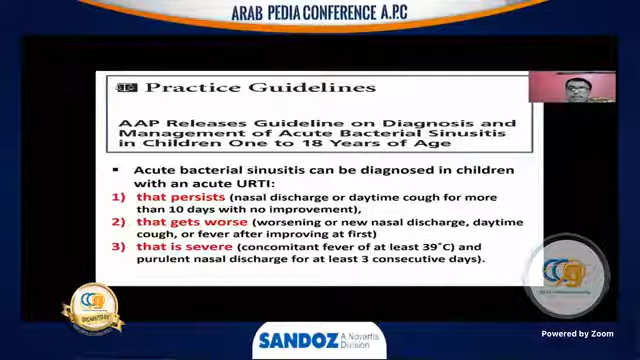 ARAB PEDIA CONFERENCE A.P.C
Practice Guidelines
AAP Releases Guideline on Diagnosis and
Management of Acute Bacterial Sinusitis
in Children One to 18 Years of Age
▪ Acute bacterial sinusitis can be diagnosed in children
with an acute URTI:
1) that persists (nasal discharge or daytime cough for more
than 10 days with no improvement),
2) that gets worse (worsening or new nasal discharge, daytime
cough, or fever after improving at first)
3) that is severe (concomitant fever of at least 39˚C) and
purulent nasal discharge for at least 3 consecutive days).
Powered by Zoom
SANDOZ A Novartis
Division